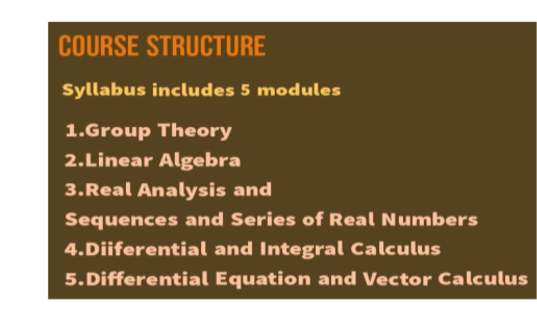 COURSE STRUCTURE
Syllabus includes 5 modules
1.Group Theory
2.Linear Algebra
3.Real Analysis and
Sequences and Series of Real Numbers
4.Diiferential and Integral Calculus
5.Differential Equation and Vector Calculus